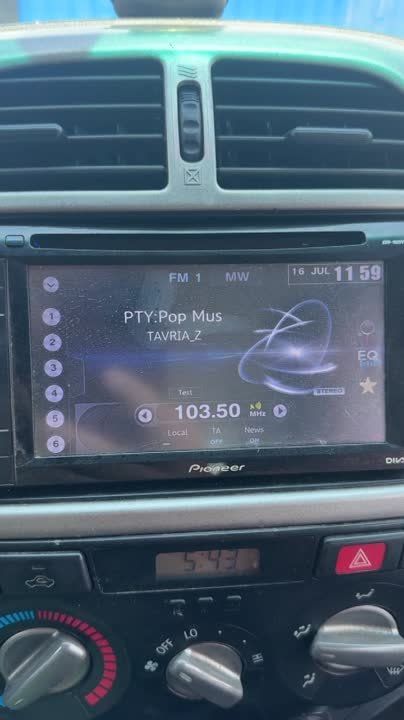 FM 1 MW 16 JUL 11 59
PTY:Pop Mus
TAVRIA_Z
1
2
3
4
5
6
EQ
STEREO
Test
103.50 MHz
Local TA News
OFF ON
Pioneer
5:43
OFF LO HI